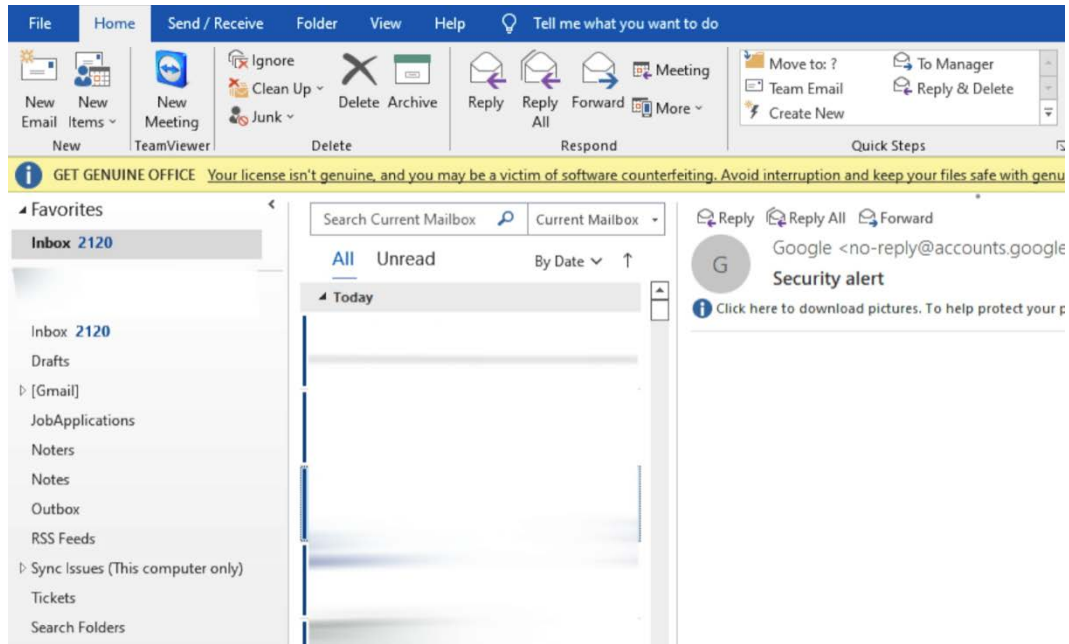 File Home Send / Receive Folder View Help Tell me what you want to do
New Email
New Items
New
New Meeting
TeamViewer
Ignore
Clean Up
Junk
Delete Archive
Delete
Reply Reply All Forward
Meeting
More
Respond
Move to: ? To Manager
Team Email Reply & Delete
Create New
Quick Steps
GET GENUINE OFFICE Your license isn't genuine, and you may be a victim of software counterfeiting. Avoid interruption and keep your files safe with genu
Favorites
Inbox 2120
Inbox 2120
Drafts
[Gmail]
JobApplications
Noters
Notes
Outbox
RSS Feeds
Sync Issues (This computer only)
Tickets
Search Folders
Search Current Mailbox Current Mailbox
All Unread By Date
Today
Reply Reply All Forward
G
Google <no-reply@accounts.google
Security alert
Click here to download pictures. To help protect your p